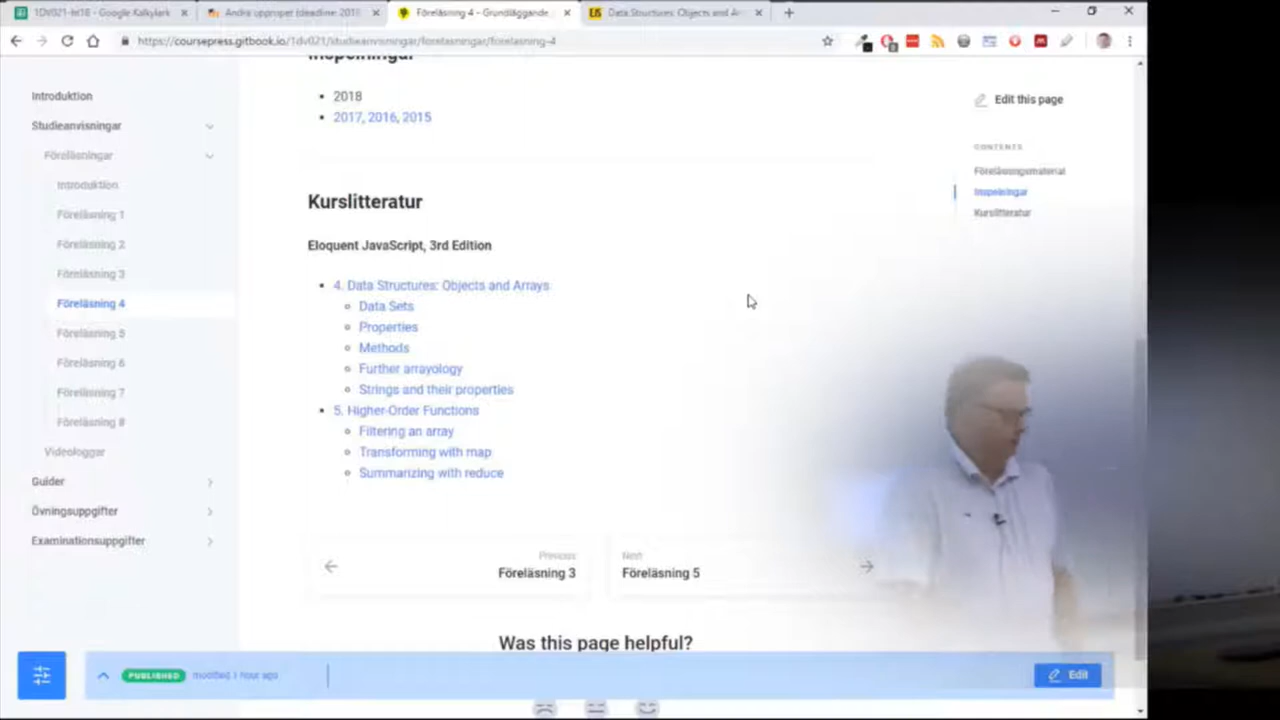 1DV021-ht18 - Google Kalkylark
Andra uppropet (deadline: 2018
Föreläsning 4 - Grundläggande
Data Structures: Objects and Ar
https://coursepress.gitbook.io/1dv021/studieanvisningar/forelasningar/forelasning-4
Introduktion
Studieanvisningar
Föreläsningar
Introduktion
Föreläsning 1
Föreläsning 2
Föreläsning 3
Föreläsning 4
Föreläsning 5
Föreläsning 6
Föreläsning 7
Föreläsning 8
Videologgar
Guider
Övningsuppgifter
Examinationsuppgifter
Inspelningar
2018
2017, 2016, 2015
Kurslitteratur
Eloquent JavaScript, 3rd Edition
4. Data Structures: Objects and Arrays
Data Sets
Properties
Methods
Further arrayology
Strings and their properties
5. Higher-Order Functions
Filtering an array
Transforming with map
Summarizing with reduce
Previous
Föreläsning 3
Next
Föreläsning 5
Was this page helpful?
Edit this page
CONTENTS
Föreläsningsmaterial
Inspelningar
Kurslitteratur
PUBLISHED
modified 1 hour ago
Edit